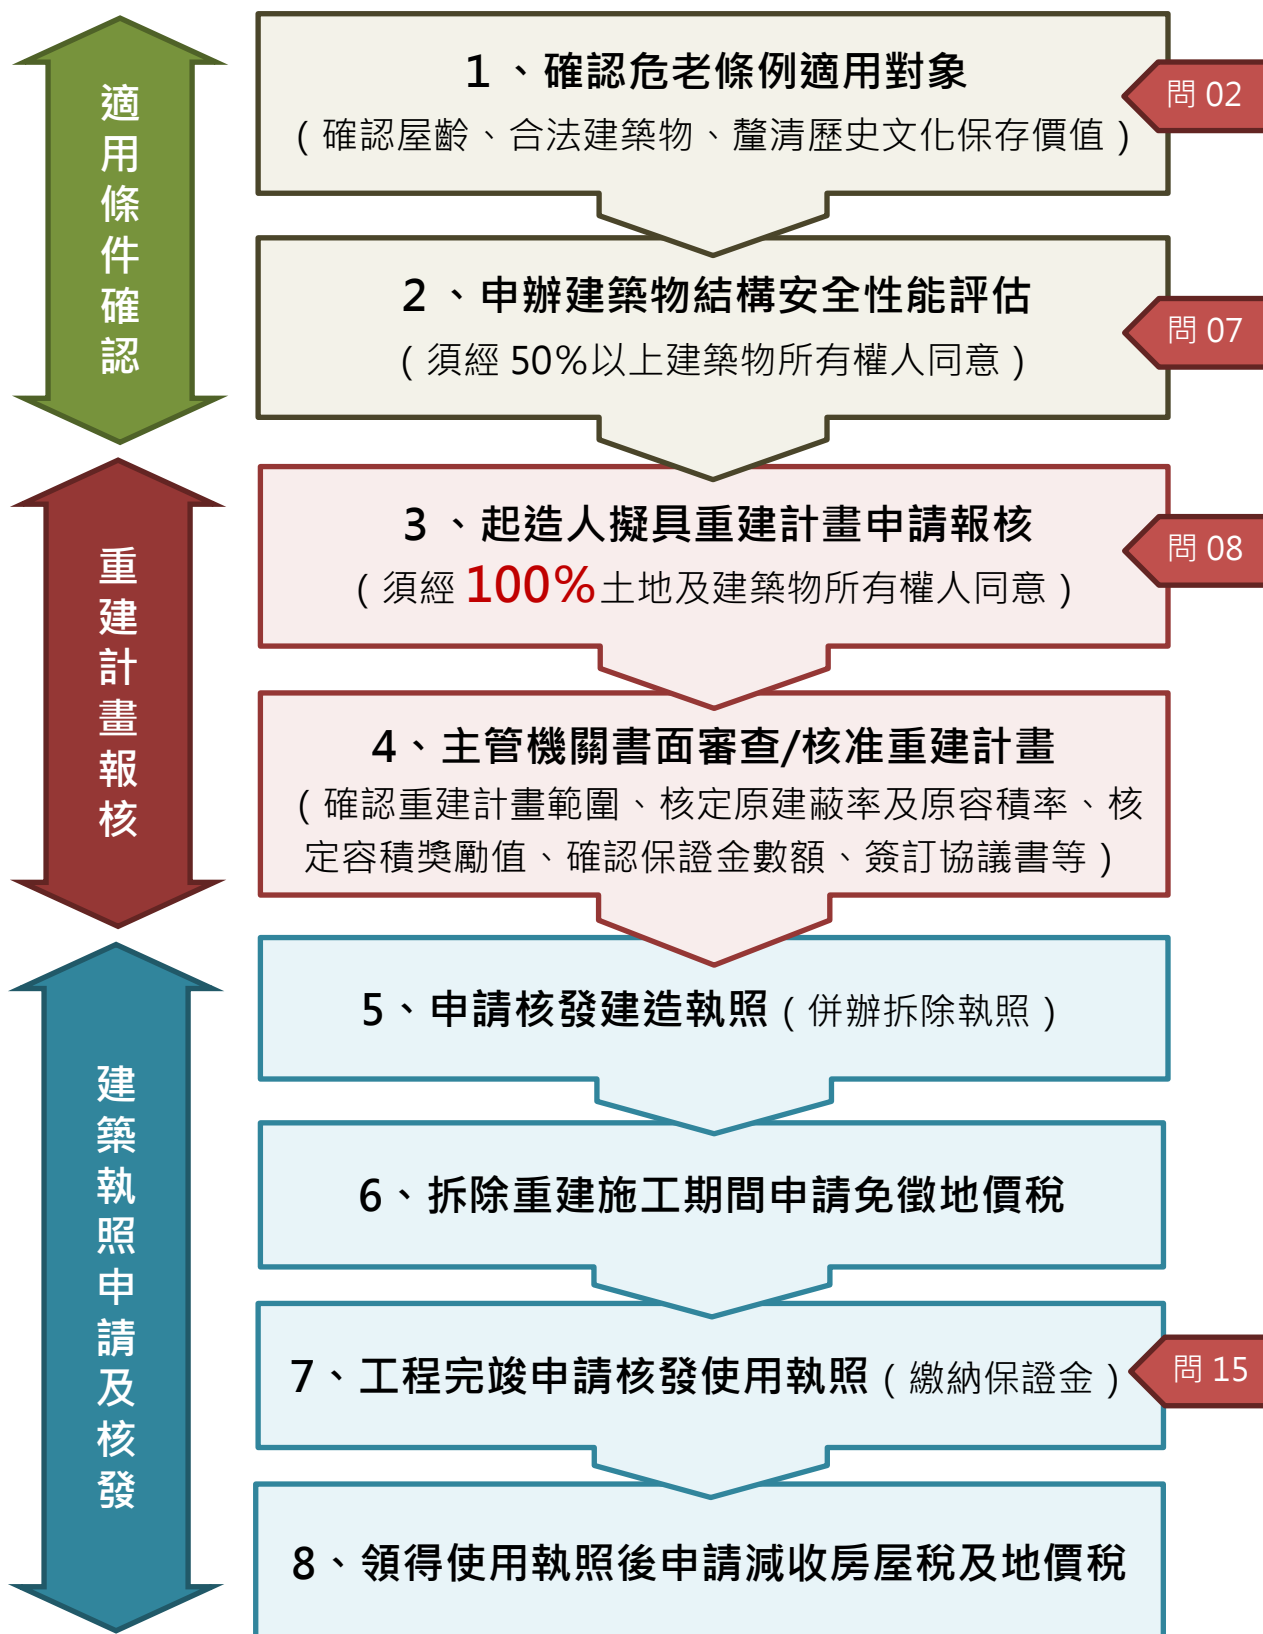 適用條件確認
1、確認危老條例適用對象
(確認屋齡、合法建築物、釐清歷史文化保存價值)
問 02
2、申辦建築物結構安全性能評估
(須經 50%以上建築物所有權人同意)
問 07
重建計畫報核
3、起造人擬具重建計畫申請報核
(須經 100%土地及建築物所有權人同意)
問 08
4、主管機關書面審查/核准重建計畫
(確認重建計畫範圍、核定原建蔽率及原容積率、核
定容積獎勵值、確認保證金數額、簽訂協議書等)
建築執照申請及核發
5、申請核發建造執照(併辦拆除執照)
6、拆除重建施工期間申請免徵地價稅
7、工程完竣申請核發使用執照(繳納保證金)
問 15
8、領得使用執照後申請減收房屋稅及地價稅